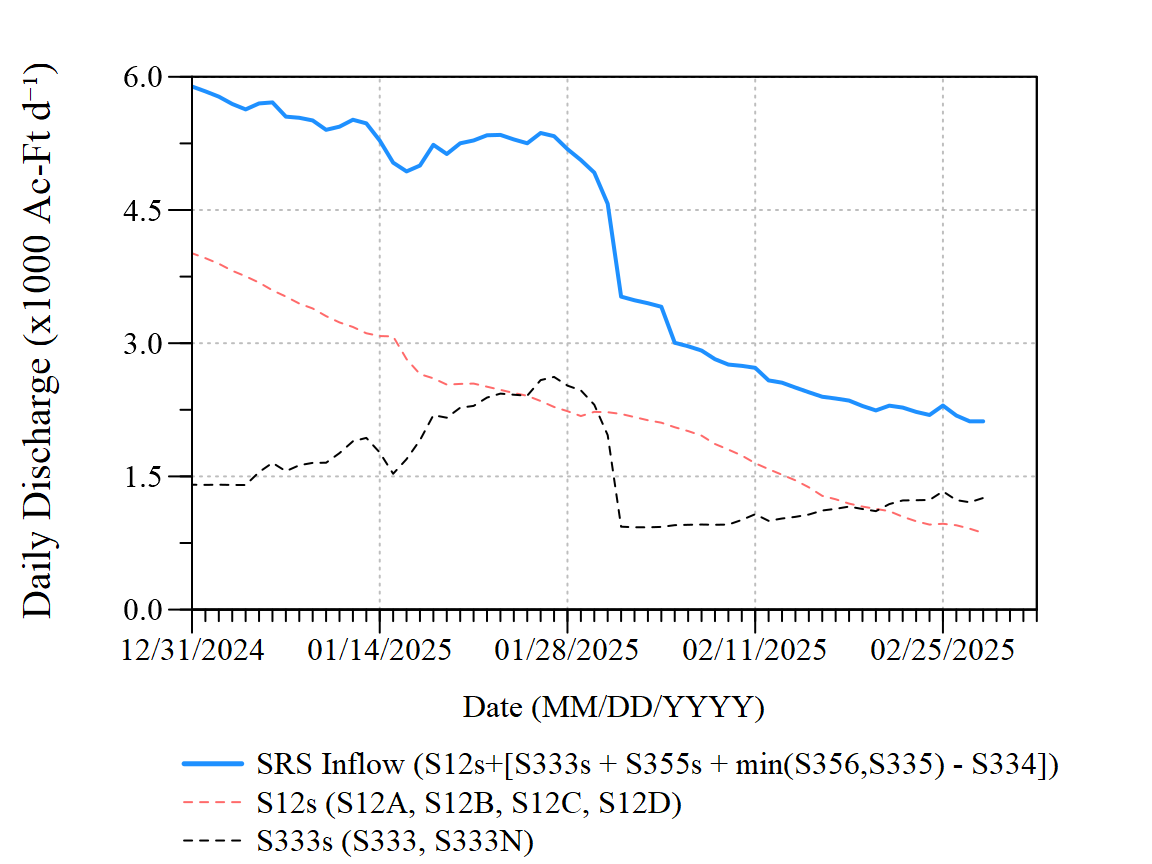 Daily Discharge (x1000 Ac-Ft d⁻¹)
6.0
4.5
3.0
1.5
0.0
12/31/2024 01/14/2025 01/28/2025 02/11/2025 02/25/2025
Date (MM/DD/YYYY)
SRS Inflow (S12s+[S333s + S355s + min(S356,S335) - S334])
S12s (S12A, S12B, S12C, S12D)
S333s (S333, S333N)